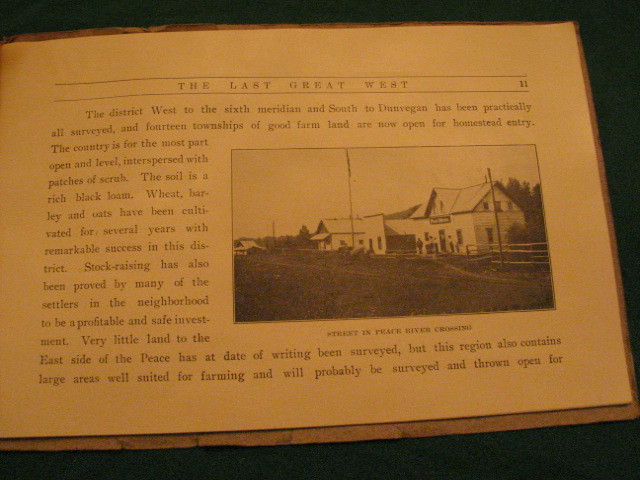 THE LAST GREAT WEST 11
The district West to the sixth meridian and South to Dunvegan has been practically
all surveyed, and fourteen townships of good farm land are now open for homestead entry.
The country is for the most part
open and level, interspersed with
patches of scrub. The soil is a
rich black loam. Wheat, bar-
ley and oats have been culti-
vated for several years with
remarkable success in this dis-
trict. Stock-raising has also
been proved by many of the
settlers in the neighborhood
to be a profitable and safe invest-
ment. Very little land to the
STREET IN PEACE RIVER CROSSING
East side of the Peace has at date of writing been surveyed, but this region also contains
large areas well suited for farming and will probably be surveyed and thrown open for